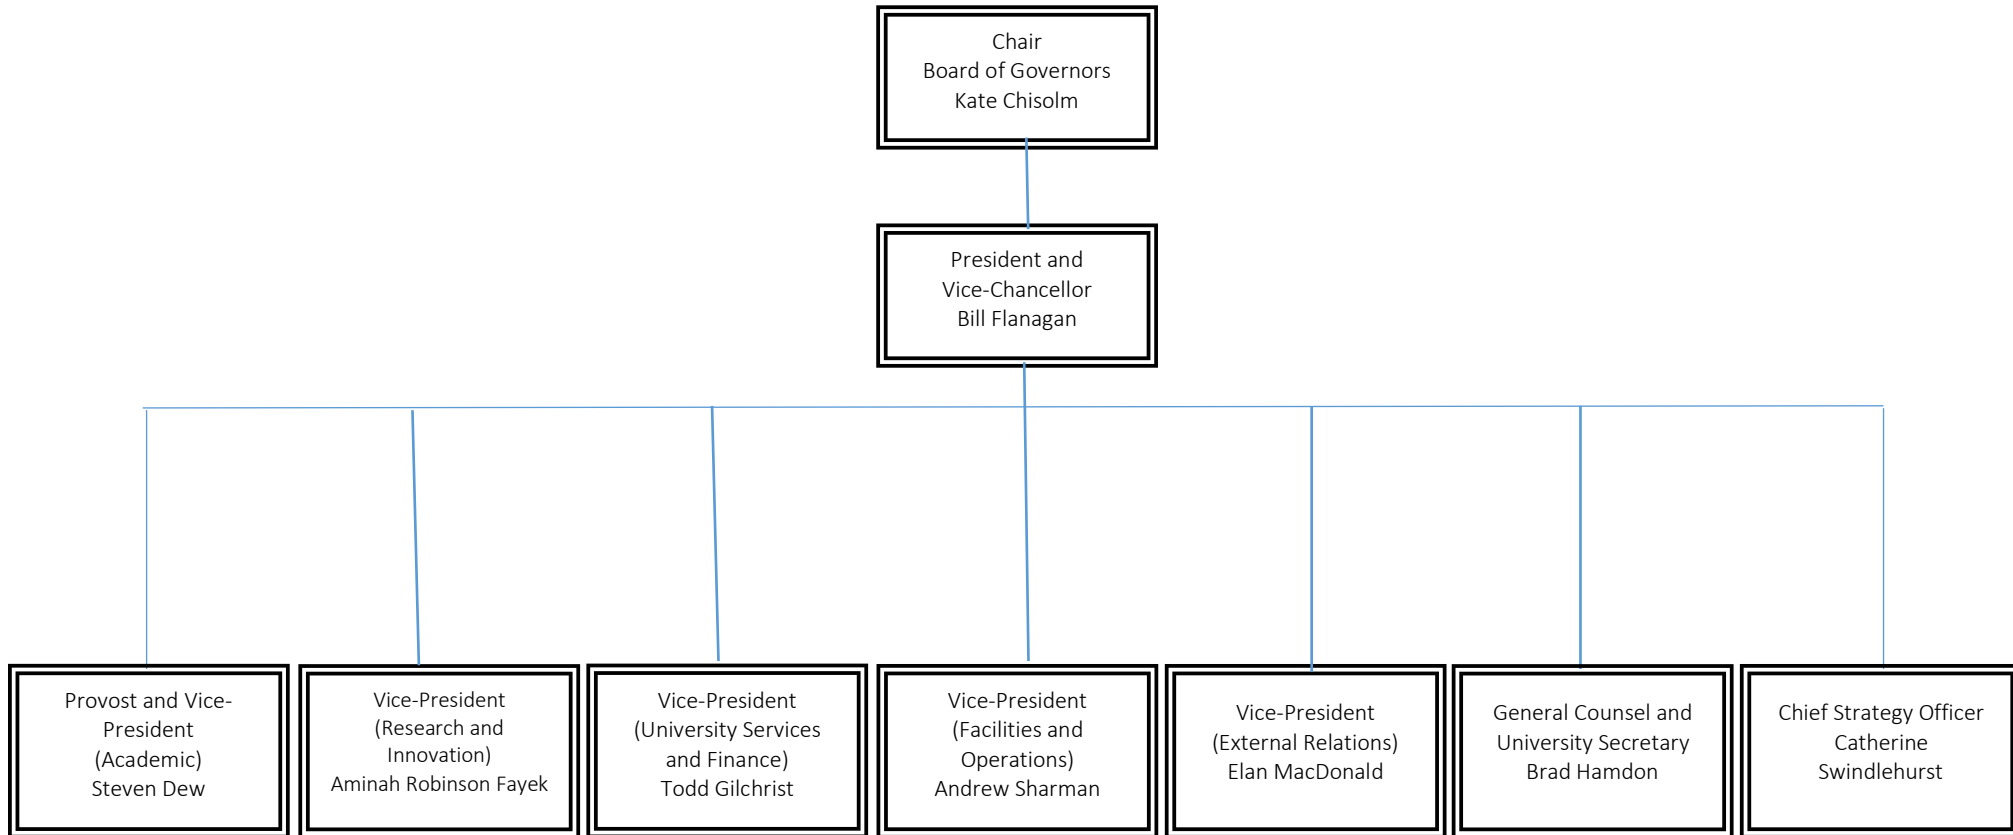 Chair
Board of Governors
Kate Chisolm
President and
Vice-Chancellor
Bill Flanagan
Provost and Vice-
President
(Academic)
Steven Dew
Vice-President
(Research and
Innovation)
Aminah Robinson Fayek
Vice-President
(University Services
and Finance)
Todd Gilchrist
Vice-President
(Facilities and
Operations)
Andrew Sharman
Vice-President
(External Relations)
Elan MacDonald
General Counsel and
University Secretary
Brad Hamdon
Chief Strategy Officer
Catherine
Swindlehurst